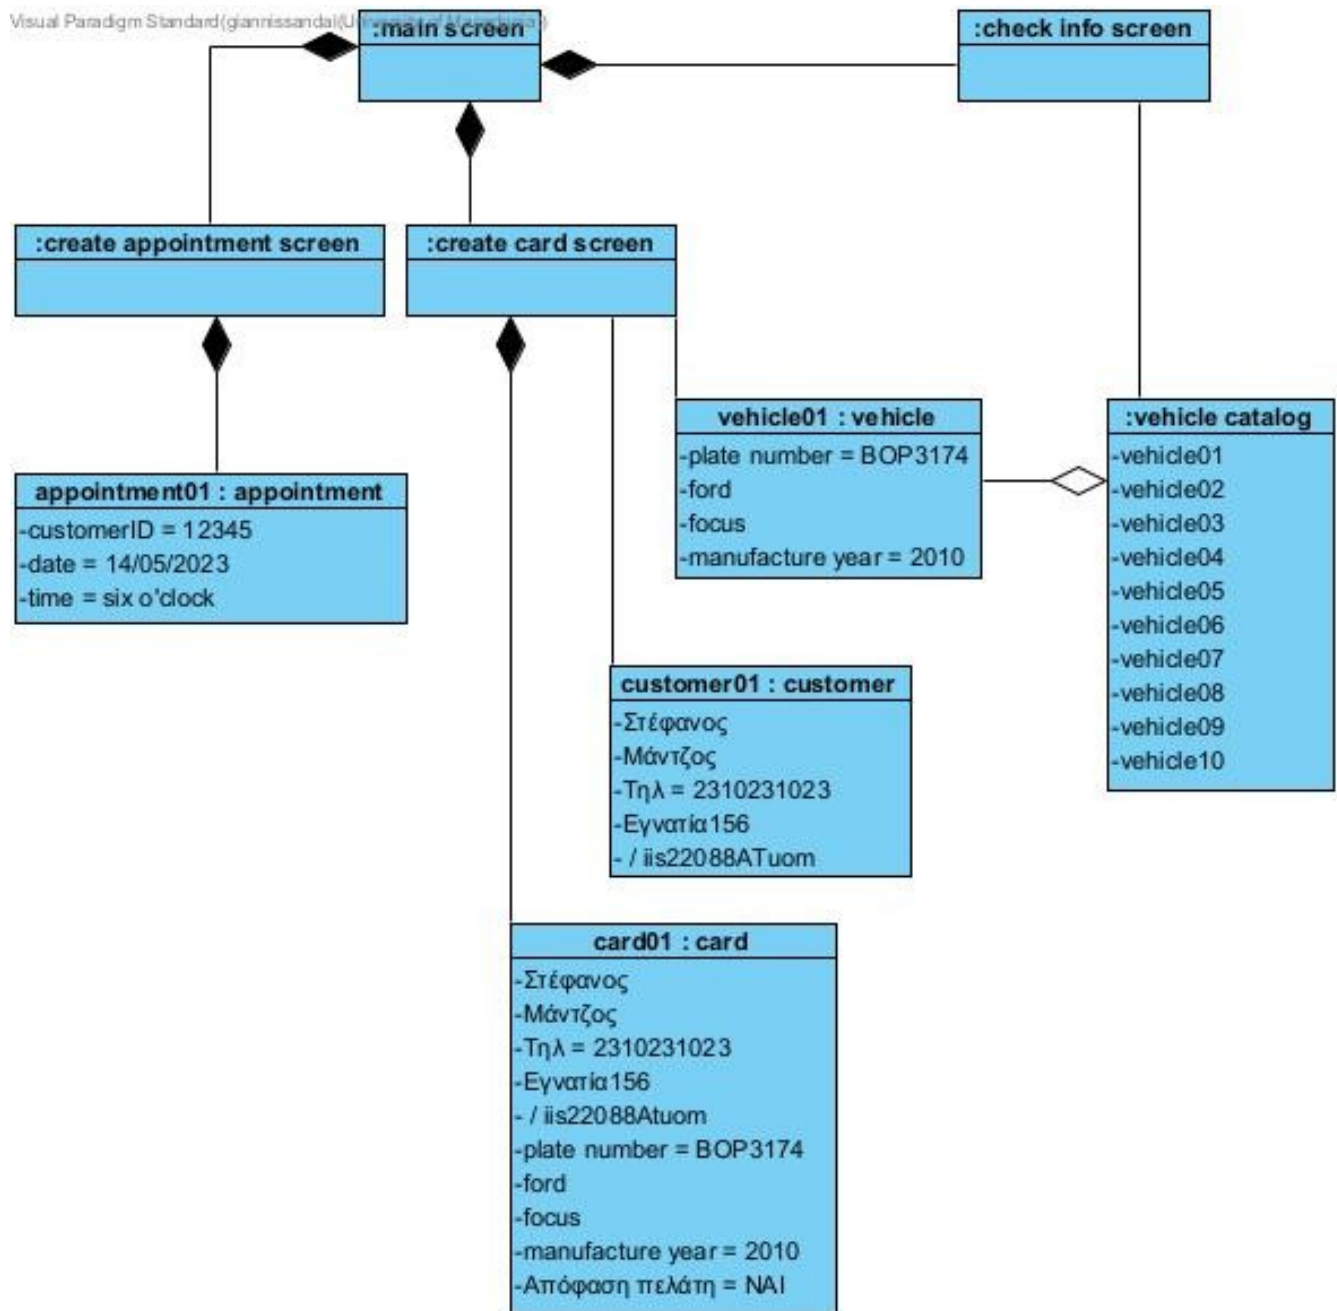 Visual Paradigm Standard(giannissandal(University of Macedonia))
:main screen
:check info screen
:create appointment screen
:create card screen
vehicle01 : vehicle
-plate number = BOP3174
-ford
-focus
-manufacture year = 2010
:vehicle catalog
-vehicle01
-vehicle02
-vehicle03
-vehicle04
-vehicle05
-vehicle06
-vehicle07
-vehicle08
-vehicle09
-vehicle10
appointment01 : appointment
-customerID = 12345
-date = 14/05/2023
-time = six o'clock
customer01 : customer
-Στέφανος
-Μάντζος
-Τηλ = 2310231023
-Εγνατία156
- / iis22088ATuom
card01 : card
-Στέφανος
-Μάντζος
-Τηλ = 2310231023
-Εγνατία156
- / iis22088Atuom
-plate number = BOP3174
-ford
-focus
-manufacture year = 2010
-Απόφαση πελάτη = ΝΑΙ